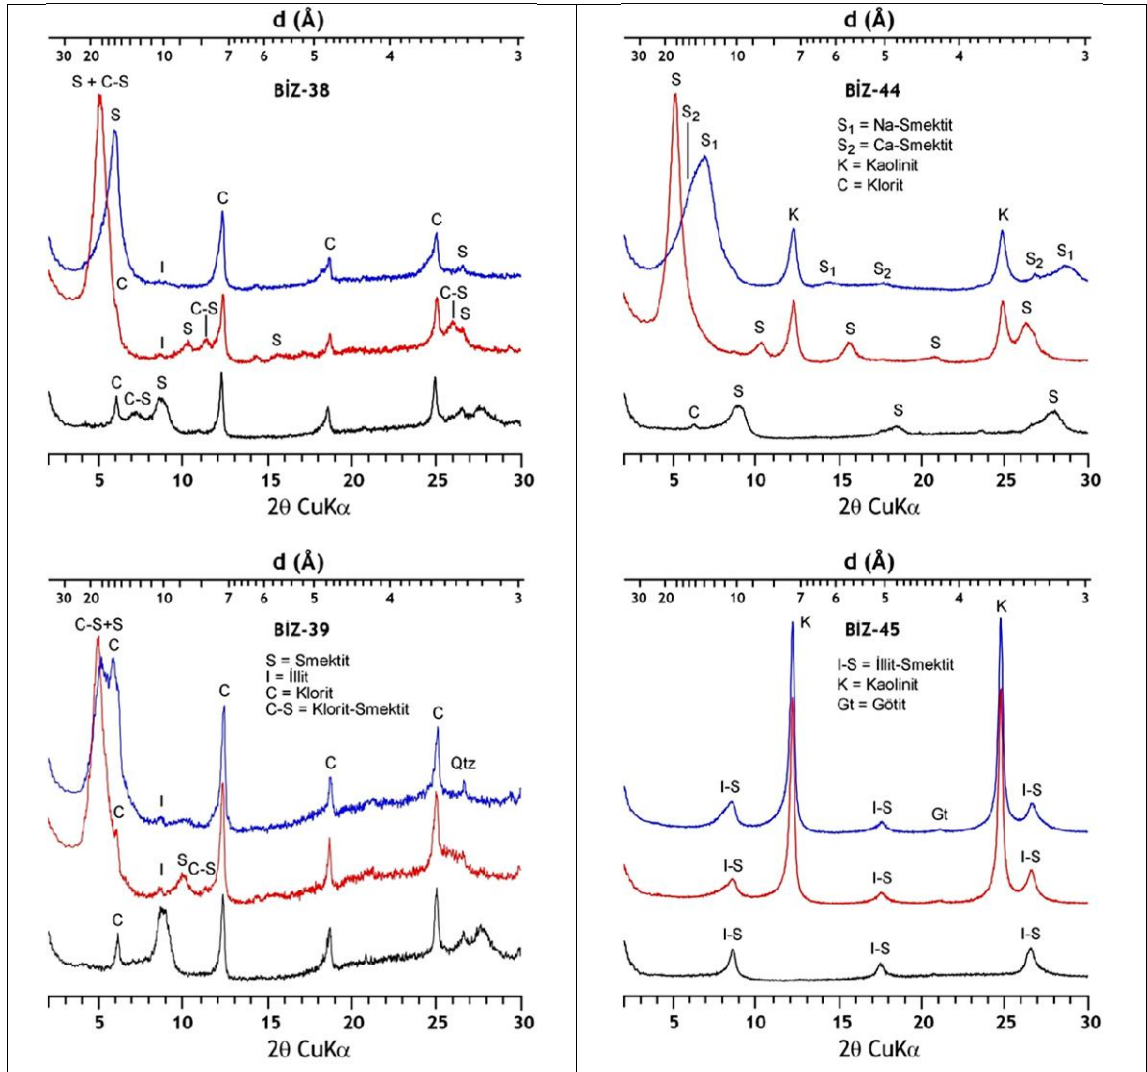 d (Å)
30 20 10 7 6 5 4 3
S + C-S
BİZ-38
S
C
C
C
S
I
C
C-S
S
C-S
S
I
S
C
C-S
S
5 10 15 20 25 30
2θ CuKα
d (Å)
30 20 10 7 6 5 4 3
S
BİZ-44
S2
S1
S1 = Na-Smektit
S2 = Ca-Smektit
K = Kaolinit
C = Klorit
K
K
S1
S2
S2
S1
S
S
S
S
C
S
S
S
5 10 15 20 25 30
2θ CuKα
d (Å)
30 20 10 7 6 5 4 3
C-S+S
BİZ-39
C
S = Smektit
I = İllit
C = Klorit
C-S = Klorit-Smektit
C
C
C
Qtz
I
C
I
S
C-S
C
5 10 15 20 25 30
2θ CuKα
d (Å)
30 20 10 7 6 5 4 3
K
BİZ-45
K
I-S = İllit-Smektit
K = Kaolinit
Gt = Götit
I-S
I-S
Gt
I-S
I-S
I-S
I-S
I-S
I-S
I-S
5 10 15 20 25 30
2θ CuKα